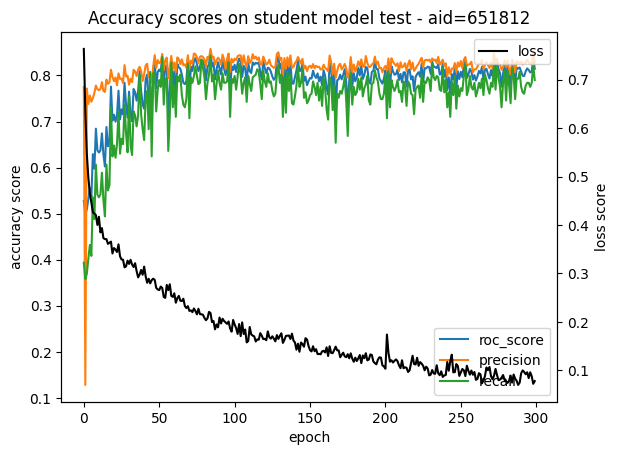 Accuracy scores on student model test - aid=651812
loss
accuracy score
0.8
0.7
0.6
0.5
0.4
0.3
0.2
0.1
0.7
0.6
0.5
0.4
0.3
0.2
0.1
loss score
roc_score
precision
recall
0
50
100
150
200
250
300
epoch